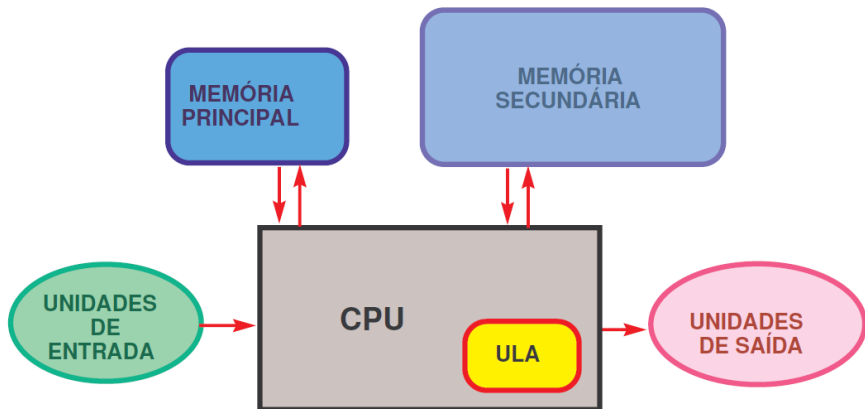 MEMÓRIA
PRINCIPAL
MEMÓRIA
SECUNDÁRIA
UNIDADES
DE
ENTRADA
CPU
ULA
UNIDADES
DE SAÍDA